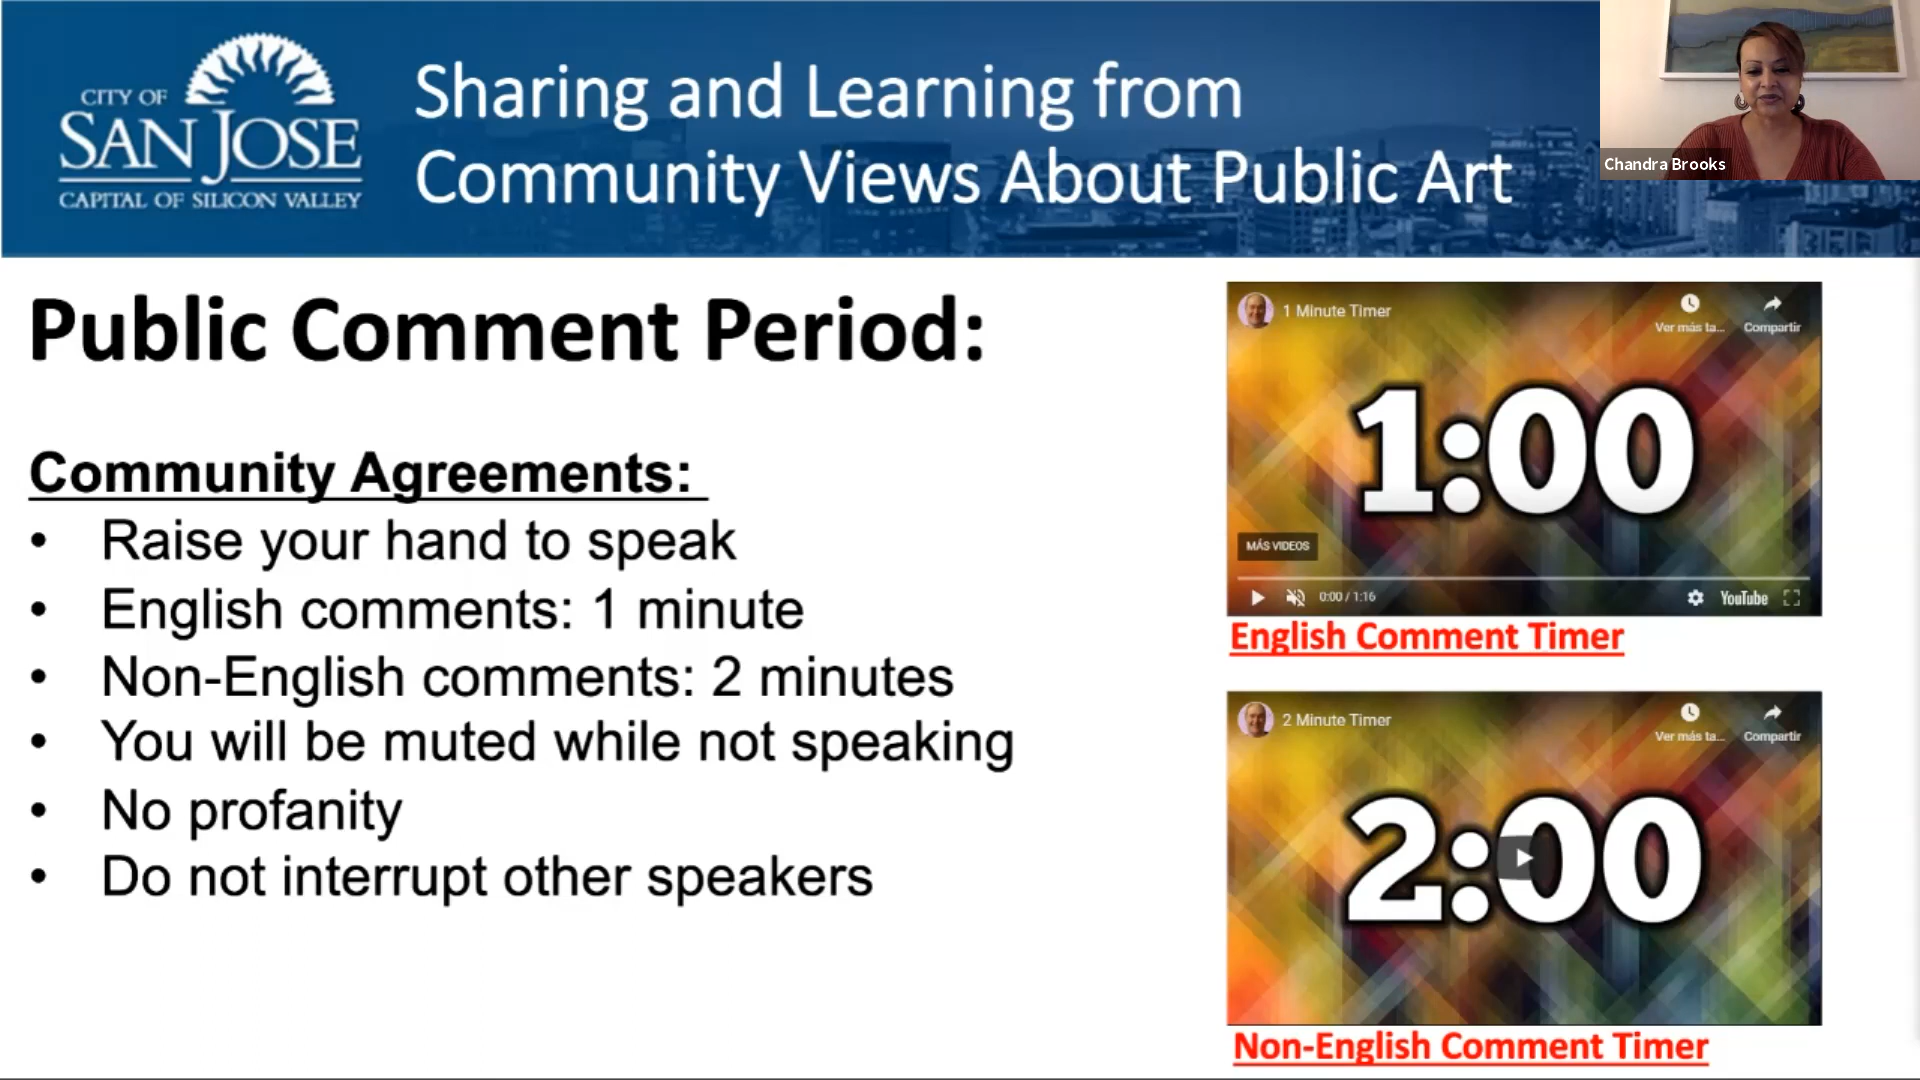 CITY OF
SAN JOSE
CAPITAL OF SILICON VALLEY
Sharing and Learning from
Community Views About Public Art
Chandra Brooks
Public Comment Period:
Community Agreements:
• Raise your hand to speak
• English comments: 1 minute
• Non-English comments: 2 minutes
• You will be muted while not speaking
• No profanity
• Do not interrupt other speakers
1 Minute Timer
Ver más ta...
Compartir
1:00
MÁS VIDEOS
0:00 / 1:16
YouTube
English Comment Timer
2 Minute Timer
Ver más ta...
Compartir
2:00
Non-English Comment Timer